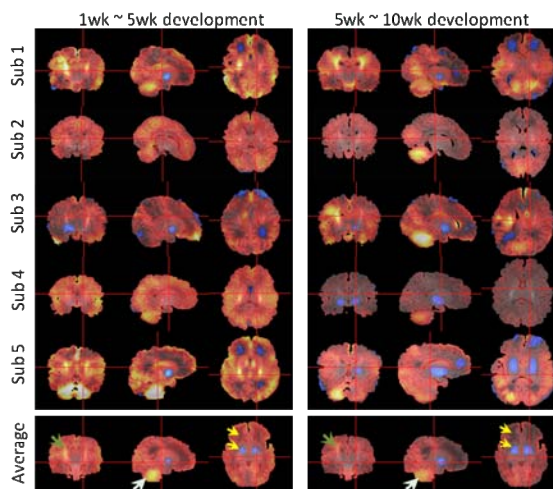 1wk ~ 5wk development
5wk ~ 10wk development
Sub 1
Sub 2
Sub 3
Sub 4
Sub 5
Average